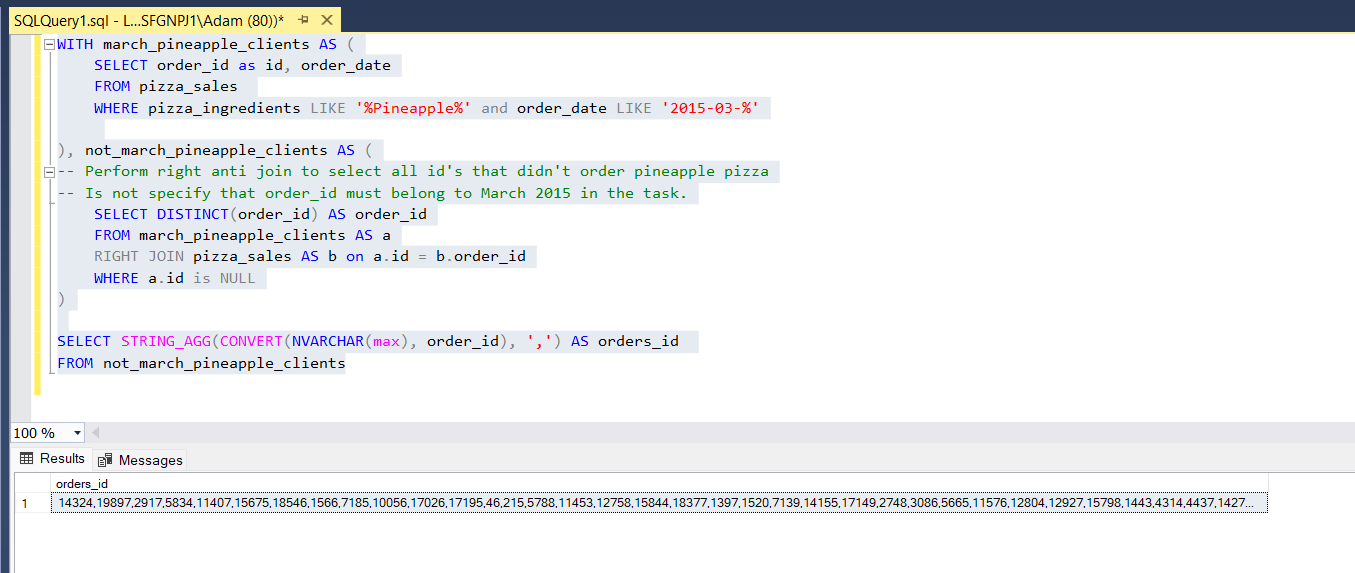 SQLQuery1.sql - L...SFGNPJ1\Adam (80))*
WITH march_pineapple_clients AS (
SELECT order_id as id, order_date
FROM pizza_sales
WHERE pizza_ingredients LIKE '%Pineapple%' and order_date LIKE '2015-03-%'
), not_march_pineapple_clients AS (
-- Perform right anti join to select all id's that didn't order pineapple pizza
-- Is not specify that order_id must belong to March 2015 in the task.
SELECT DISTINCT(order_id) AS order_id
FROM march_pineapple_clients AS a
RIGHT JOIN pizza_sales AS b on a.id = b.order_id
WHERE a.id is NULL
)
SELECT STRING_AGG(CONVERT(NVARCHAR(max), order_id), ',') AS orders_id
FROM not_march_pineapple_clients
100 %
Results Messages
orders_id
1 14324,19897,2917,5834,11407,15675,18546,1566,7185,10056,17026,17195,46,215,5788,11453,12758,15844,18377,1397,1520,7139,14155,17149,2748,3086,5665,11576,12804,12927,15798,1443,4314,4437,1427...